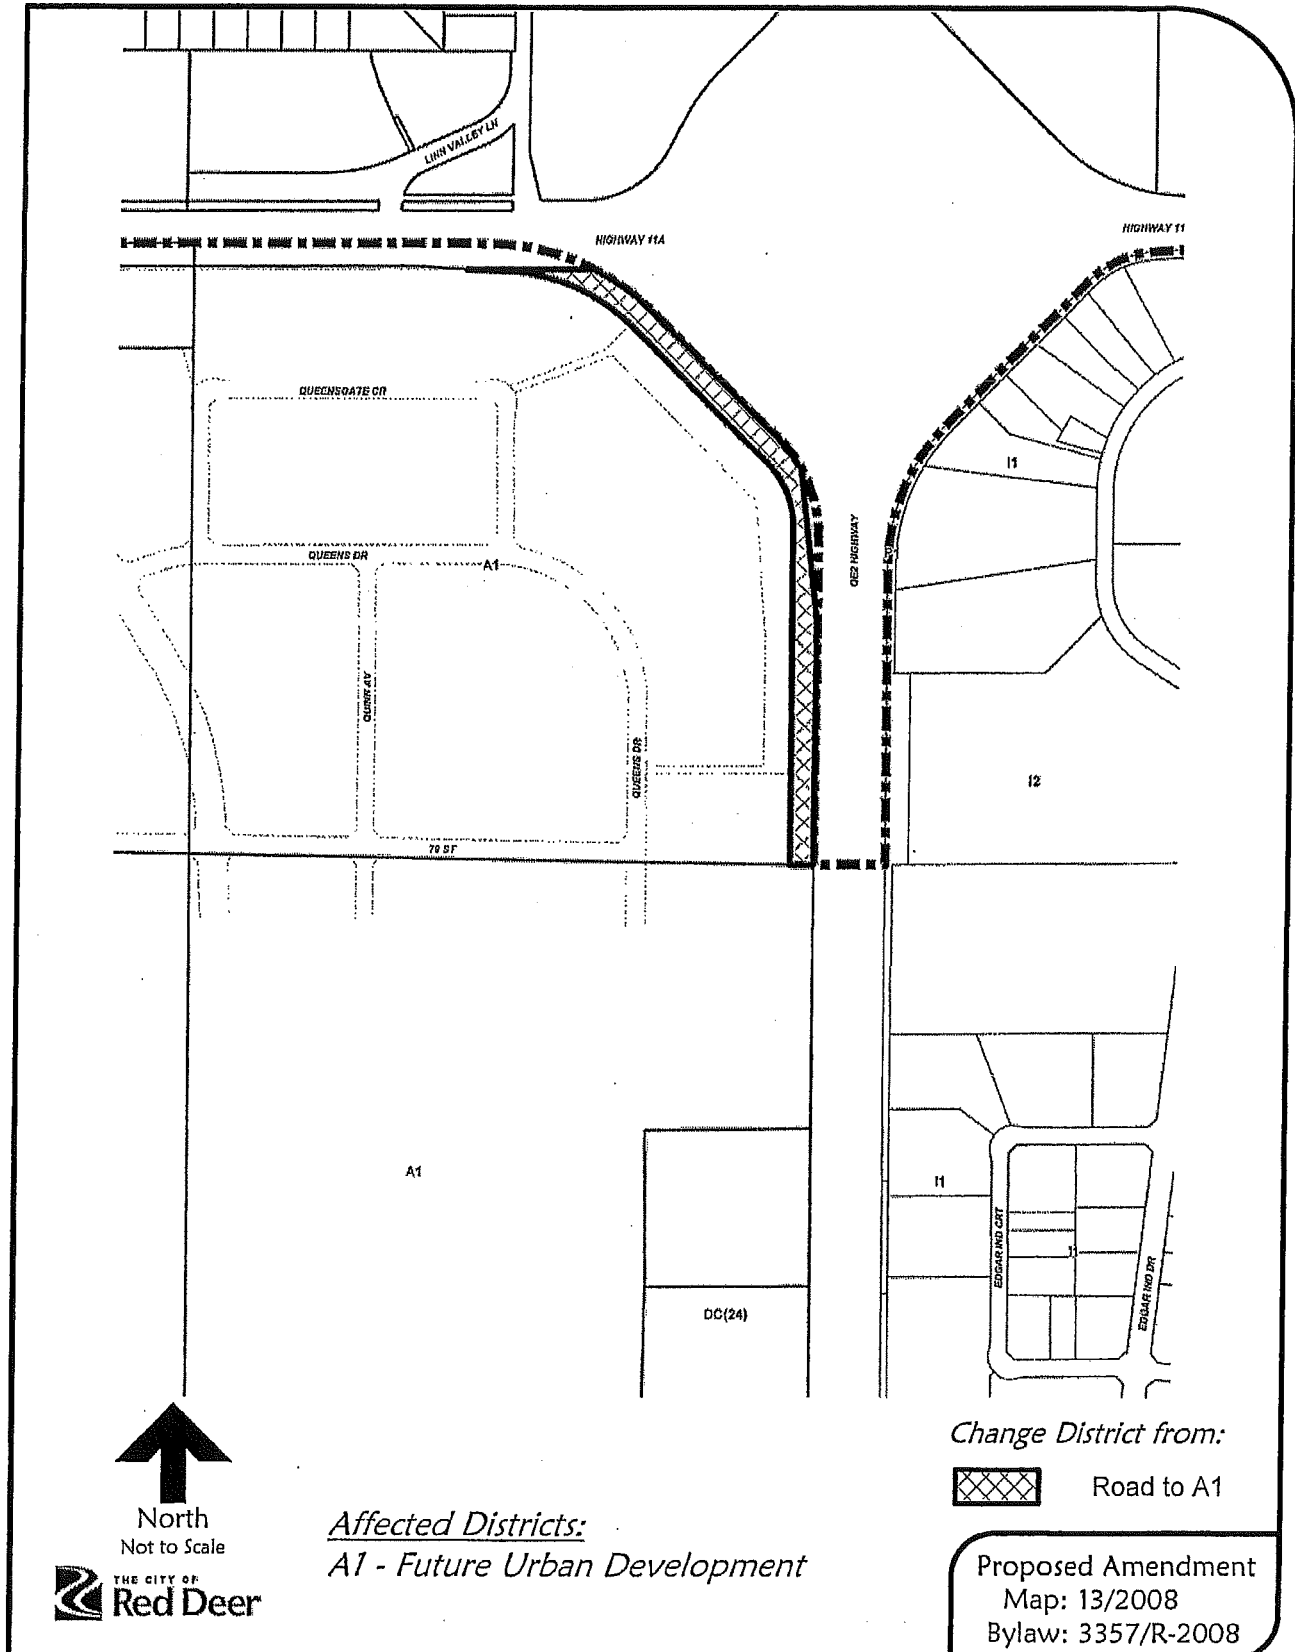 LINN VALLEY LN
HIGHWAY 11A
HIGHWAY 11
QUEENSGATE CR
I1
QE2 HIGHWAY
QUEENS DR
A1
QUINN AV
QUEENS DR
I2
79 ST
A1
I1
EDGAR IND CRT
I1
EDGAR IND DR
DC(24)
Change District from:
Road to A1
North
Not to Scale
Affected Districts:
A1 - Future Urban Development
THE CITY OF
Red Deer
Proposed Amendment
Map: 13/2008
Bylaw: 3357/R-2008